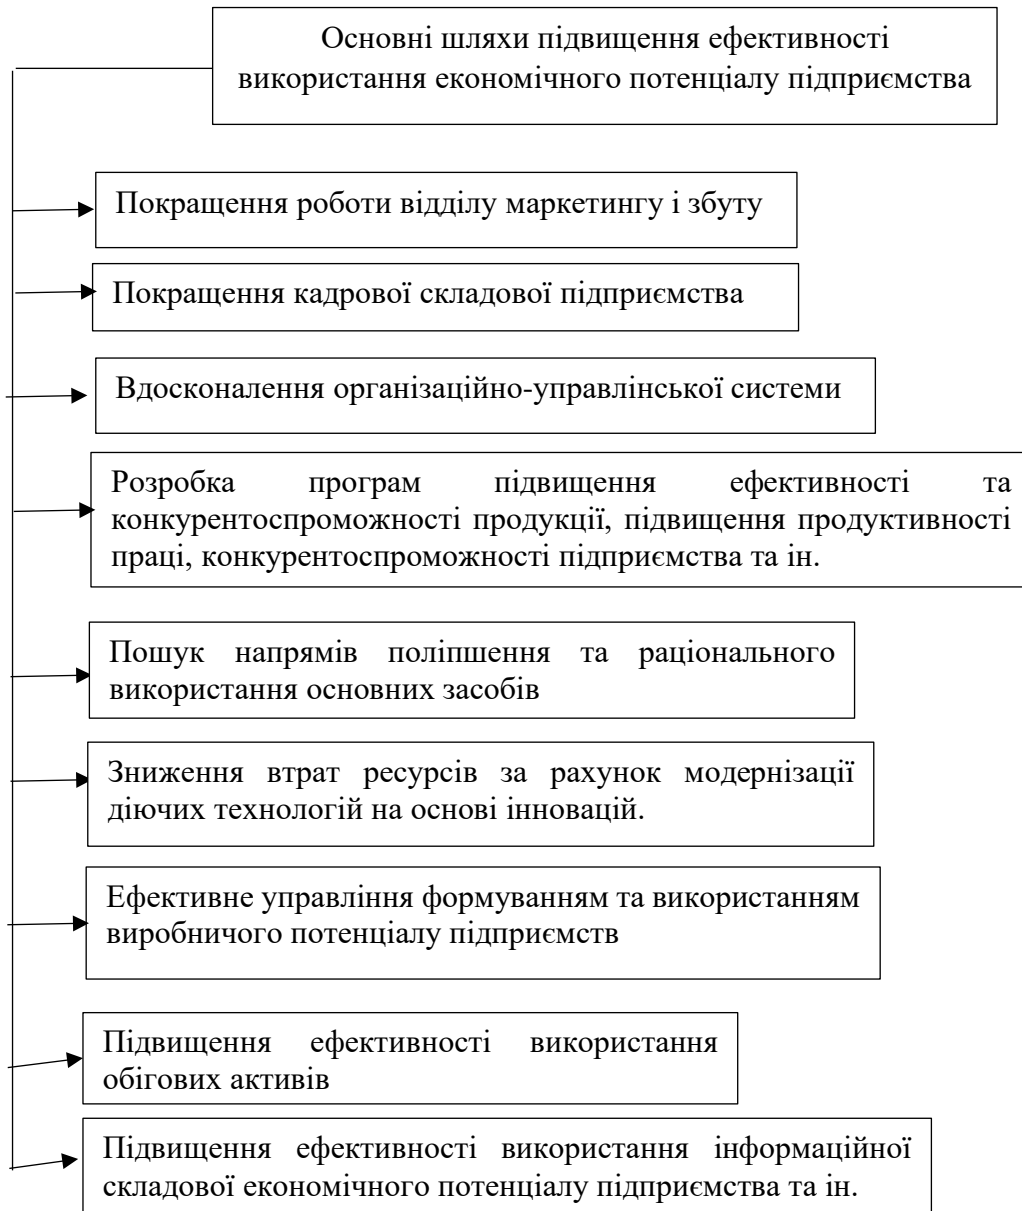 Основні шляхи підвищення ефективності
використання економічного потенціалу підприємства
Покращення роботи відділу маркетингу і збуту
Покращення кадрової складової підприємства
Вдосконалення організаційно-управлінської системи
Розробка програм підвищення ефективності та
конкурентоспроможності продукції, підвищення продуктивності
праці, конкурентоспроможності підприємства та ін.
Пошук напрямів поліпшення та раціонального
використання основних засобів
Зниження втрат ресурсів за рахунок модернізації
діючих технологій на основі інновацій.
Ефективне управління формуванням та використанням
виробничого потенціалу підприємств
Підвищення ефективності використання
обігових активів
Підвищення ефективності використання інформаційної
складової економічного потенціалу підприємства та ін.